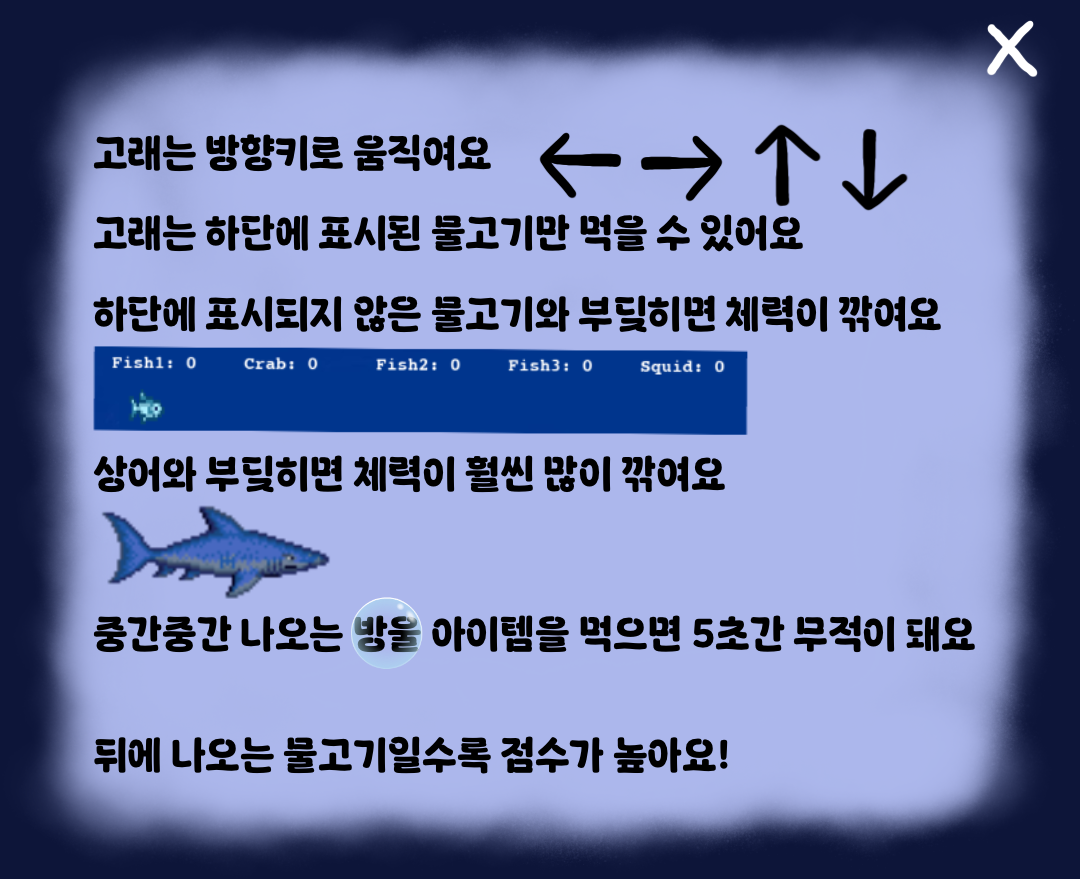 고래는 방향키로 움직여요
고래는 하단에 표시된 물고기만 먹을 수 있어요
하단에 표시되지 않은 물고기와 부딪히면 체력이 깎여요
Fish1: 0 Crab: 0 Fish2: 0 Fish3: 0 Squid: 0
상어와 부딪히면 체력이 훨씬 많이 깎여요
중간중간 나오는 방울 아이템을 먹으면 5초간 무적이 돼요
뒤에 나오는 물고기일수록 점수가 높아요!